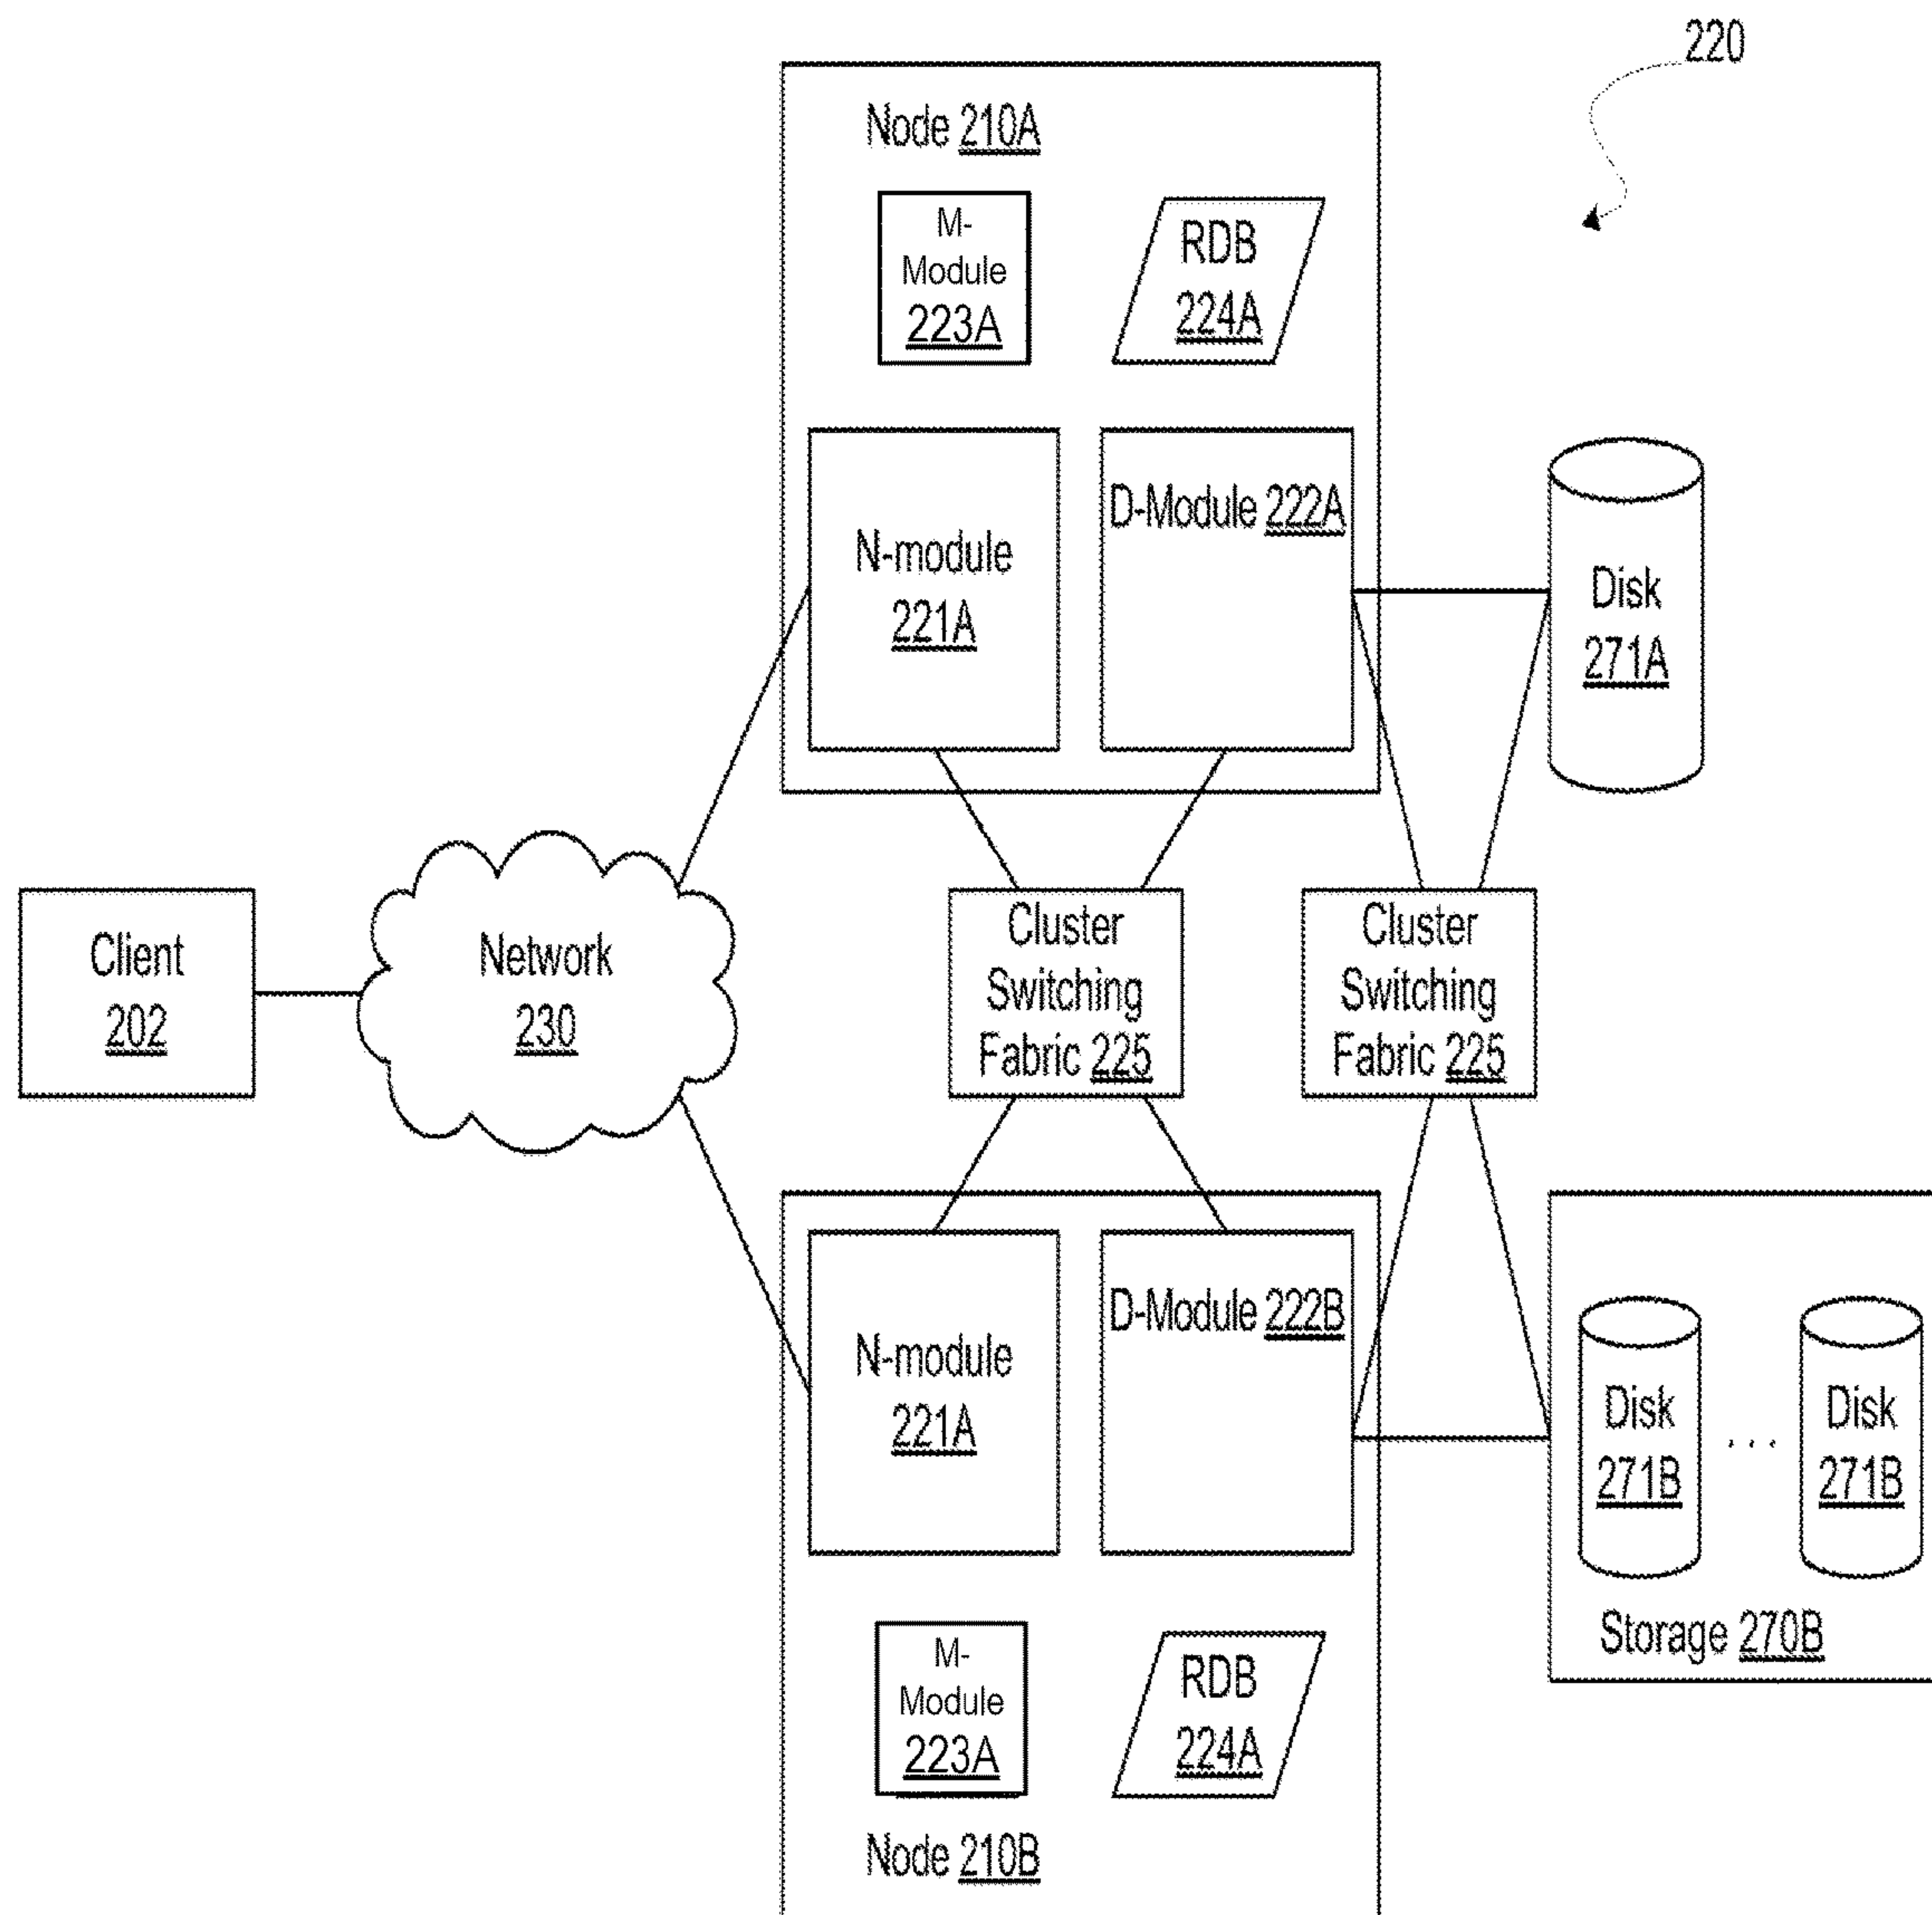 220
Node 210A
M-
Module
223A
RDB
224A
N-module
221A
D-Module 222A
Disk
271A
Client
202
Network
230
Cluster
Switching
Fabric 225
Cluster
Switching
Fabric 225
N-module
221A
D-Module 222B
Disk
271B
...
Disk
271B
Storage 270B
M-
Module
223A
RDB
224A
Node 210B